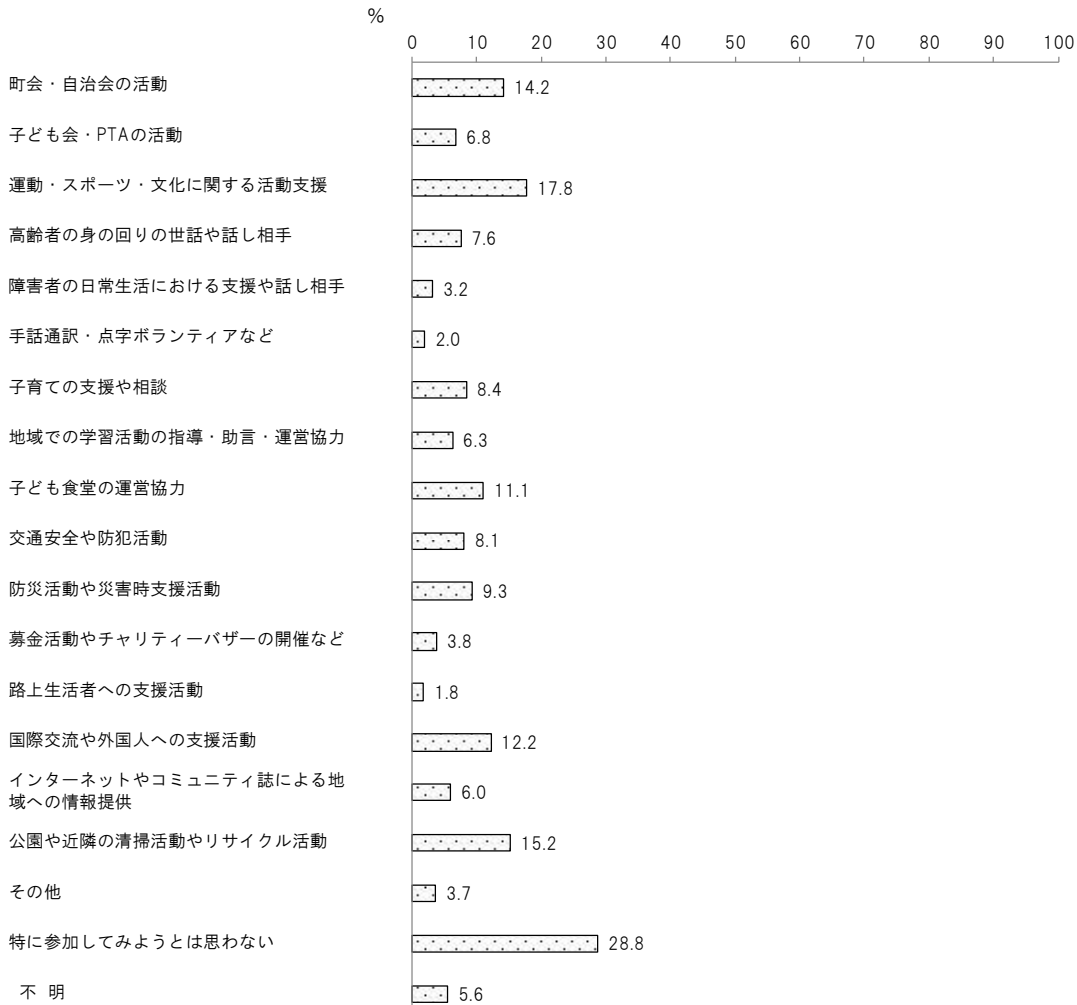 %
0 10 20 30 40 50 60 70 80 90 100
町会・自治会の活動 14.2
子ども会・PTAの活動 6.8
運動・スポーツ・文化に関する活動支援 17.8
高齢者の身の回りの世話や話し相手 7.6
障害者の日常生活における支援や話し相手 3.2
手話通訳・点字ボランティアなど 2.0
子育ての支援や相談 8.4
地域での学習活動の指導・助言・運営協力 6.3
子ども食堂の運営協力 11.1
交通安全や防犯活動 8.1
防災活動や災害時支援活動 9.3
募金活動やチャリティーバザーの開催など 3.8
路上生活者への支援活動 1.8
国際交流や外国人への支援活動 12.2
インターネットやコミュニティ誌による地
域への情報提供 6.0
公園や近隣の清掃活動やリサイクル活動 15.2
その他 3.7
特に参加してみようとは思わない 28.8
不 明 5.6